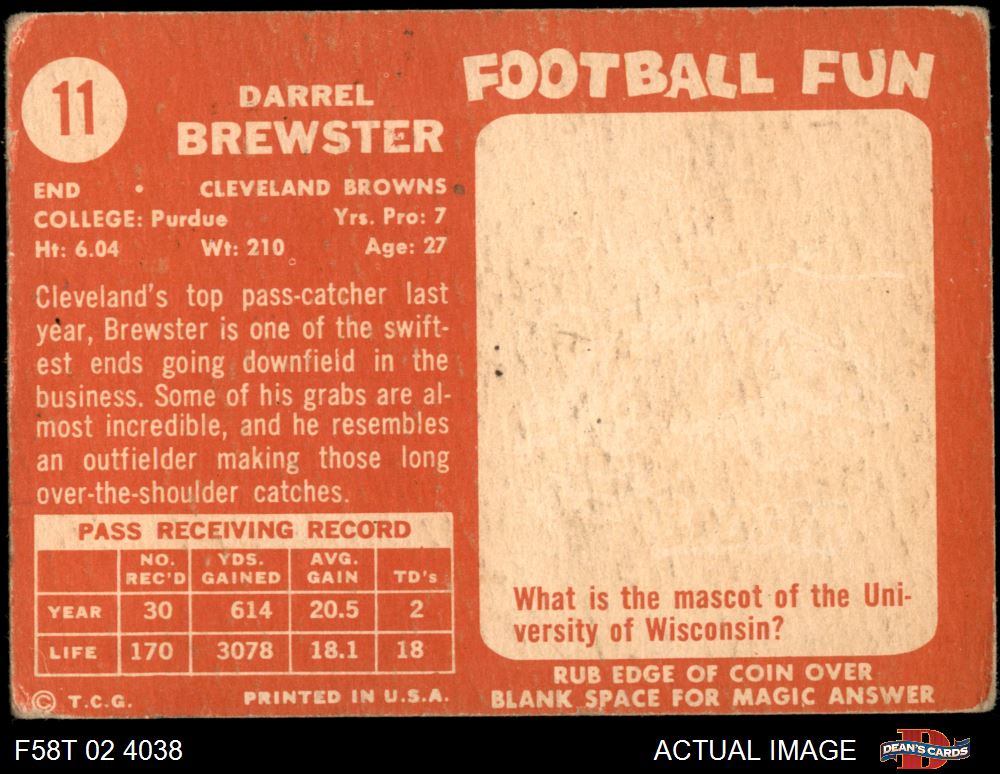 11
DARREL
BREWSTER
END • CLEVELAND BROWNS
COLLEGE: Purdue Yrs. Pro: 7
Ht: 6.04 Wt: 210 Age: 27
Cleveland's top pass-catcher last
year, Brewster is one of the swift-
est ends going downfield in the
business. Some of his grabs are al-
most incredible, and he resembles
an outfielder making those long
over-the-shoulder catches.
PASS RECEIVING RECORD
NO. YDS. AVG.
REC'D GAINED GAIN TD's
YEAR 30 614 20.5 2
LIFE 170 3078 18.1 18
© T.C.G. PRINTED IN U.S.A.
FOOTBALL FUN
What is the mascot of the Uni-
versity of Wisconsin?
RUB EDGE OF COIN OVER
BLANK SPACE FOR MAGIC ANSWER
F58T 02 4038 ACTUAL IMAGE
DEAN'S CARDS